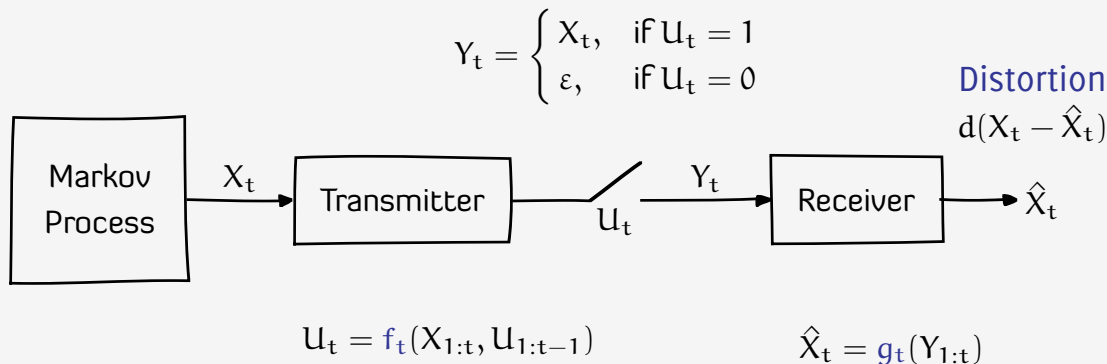 Y_t = { X_t, if U_t = 1
ε, if U_t = 0
Distortion
d(X_t − X̂_t)
Markov
Process
X_t
Transmitter
U_t
Y_t
Receiver
X̂_t
U_t = f_t(X_{1:t}, U_{1:t−1})
X̂_t = g_t(Y_{1:t})